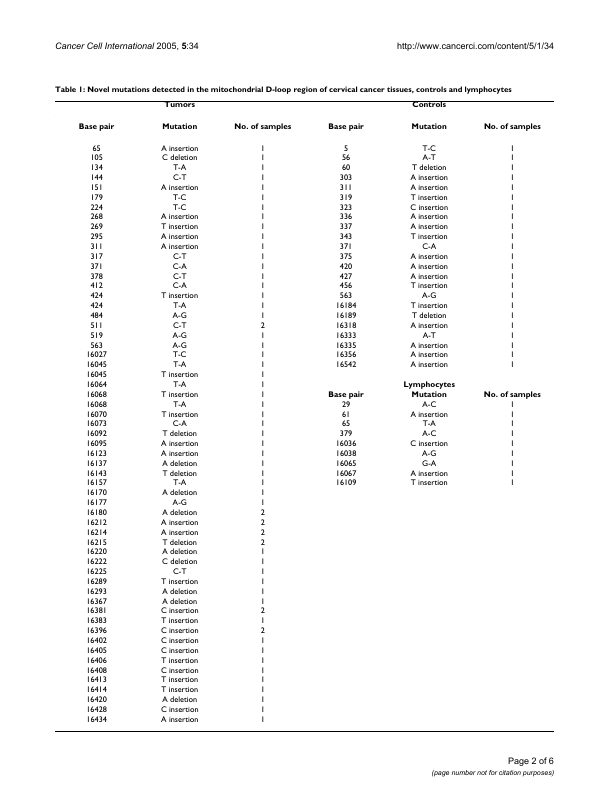 Cancer Cell International 2005, 5:34 http://www.cancerci.com/content/5/1/34
Table 1: Novel mutations detected in the mitochondrial D-loop region of cervical cancer tissues, controls and lymphocytes
Tumors Controls
Base pair Mutation No. of samples Base pair Mutation No. of samples
65 A insertion 1 5 T-C 1
105 C deletion 1 56 A-T 1
134 T-A 1 60 T deletion 1
144 C-T 1 303 A insertion 1
151 A insertion 1 311 A insertion 1
179 T-C 1 319 T insertion 1
224 T-C 1 323 C insertion 1
268 A insertion 1 336 A insertion 1
269 T insertion 1 337 A insertion 1
295 A insertion 1 343 T insertion 1
311 A insertion 1 371 C-A 1
317 C-T 1 375 A insertion 1
371 C-A 1 420 A insertion 1
378 C-T 1 427 A insertion 1
412 C-A 1 456 T insertion 1
424 T insertion 1 563 A-G 1
424 T-A 1 16184 T insertion 1
484 A-G 1 16189 T deletion 1
511 C-T 2 16318 A insertion 1
519 A-G 1 16333 A-T 1
563 A-G 1 16335 A insertion 1
16027 T-C 1 16356 A insertion 1
16045 T-A 1 16542 A insertion 1
16045 T insertion 1
16064 T-A 1 Lymphocytes
16068 T insertion 1 Base pair Mutation No. of samples
16068 T-A 1 29 A-C 1
16070 T insertion 1 61 A insertion 1
16073 C-A 1 65 T-A 1
16092 T deletion 1 379 A-C 1
16095 A insertion 1 16036 C insertion 1
16123 A insertion 1 16038 A-G 1
16137 A deletion 1 16065 G-A 1
16143 T deletion 1 16067 A insertion 1
16157 T-A 1 16109 T insertion 1
16170 A deletion 1
16177 A-G 1
16180 A deletion 2
16212 A insertion 2
16214 A insertion 2
16215 T deletion 2
16220 A deletion 1
16222 C deletion 1
16225 C-T 1
16289 T insertion 1
16293 A deletion 1
16367 A deletion 1
16381 C insertion 2
16383 T insertion 1
16396 C insertion 2
16402 C insertion 1
16405 C insertion 1
16406 T insertion 1
16408 C insertion 1
16413 T insertion 1
16414 T insertion 1
16420 A deletion 1
16428 C insertion 1
16434 A insertion 1
Page 2 of 6
(page number not for citation purposes)